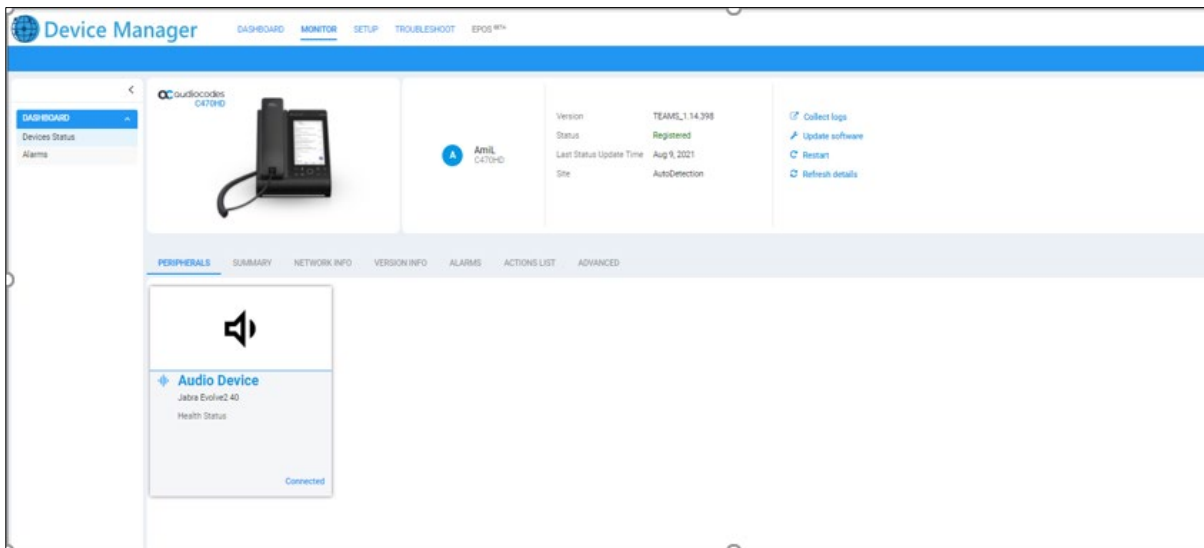 Device Manager
DASHBOARD MONITOR SETUP TROUBLESHOOT EPOS BETA
DASHBOARD
Devices Status
Alarms
audiocodes
C470HD
A
AmiL
C470HD
Version TEAMS_1.14.398
Status Registered
Last Status Update Time Aug 9, 2021
Site AutoDetection
Collect logs
Update software
Restart
Refresh details
PERIPHERALS SUMMARY NETWORK INFO VERSION INFO ALARMS ACTIONS LIST ADVANCED
Audio Device
Jabra Evolve2 40
Health Status
Connected